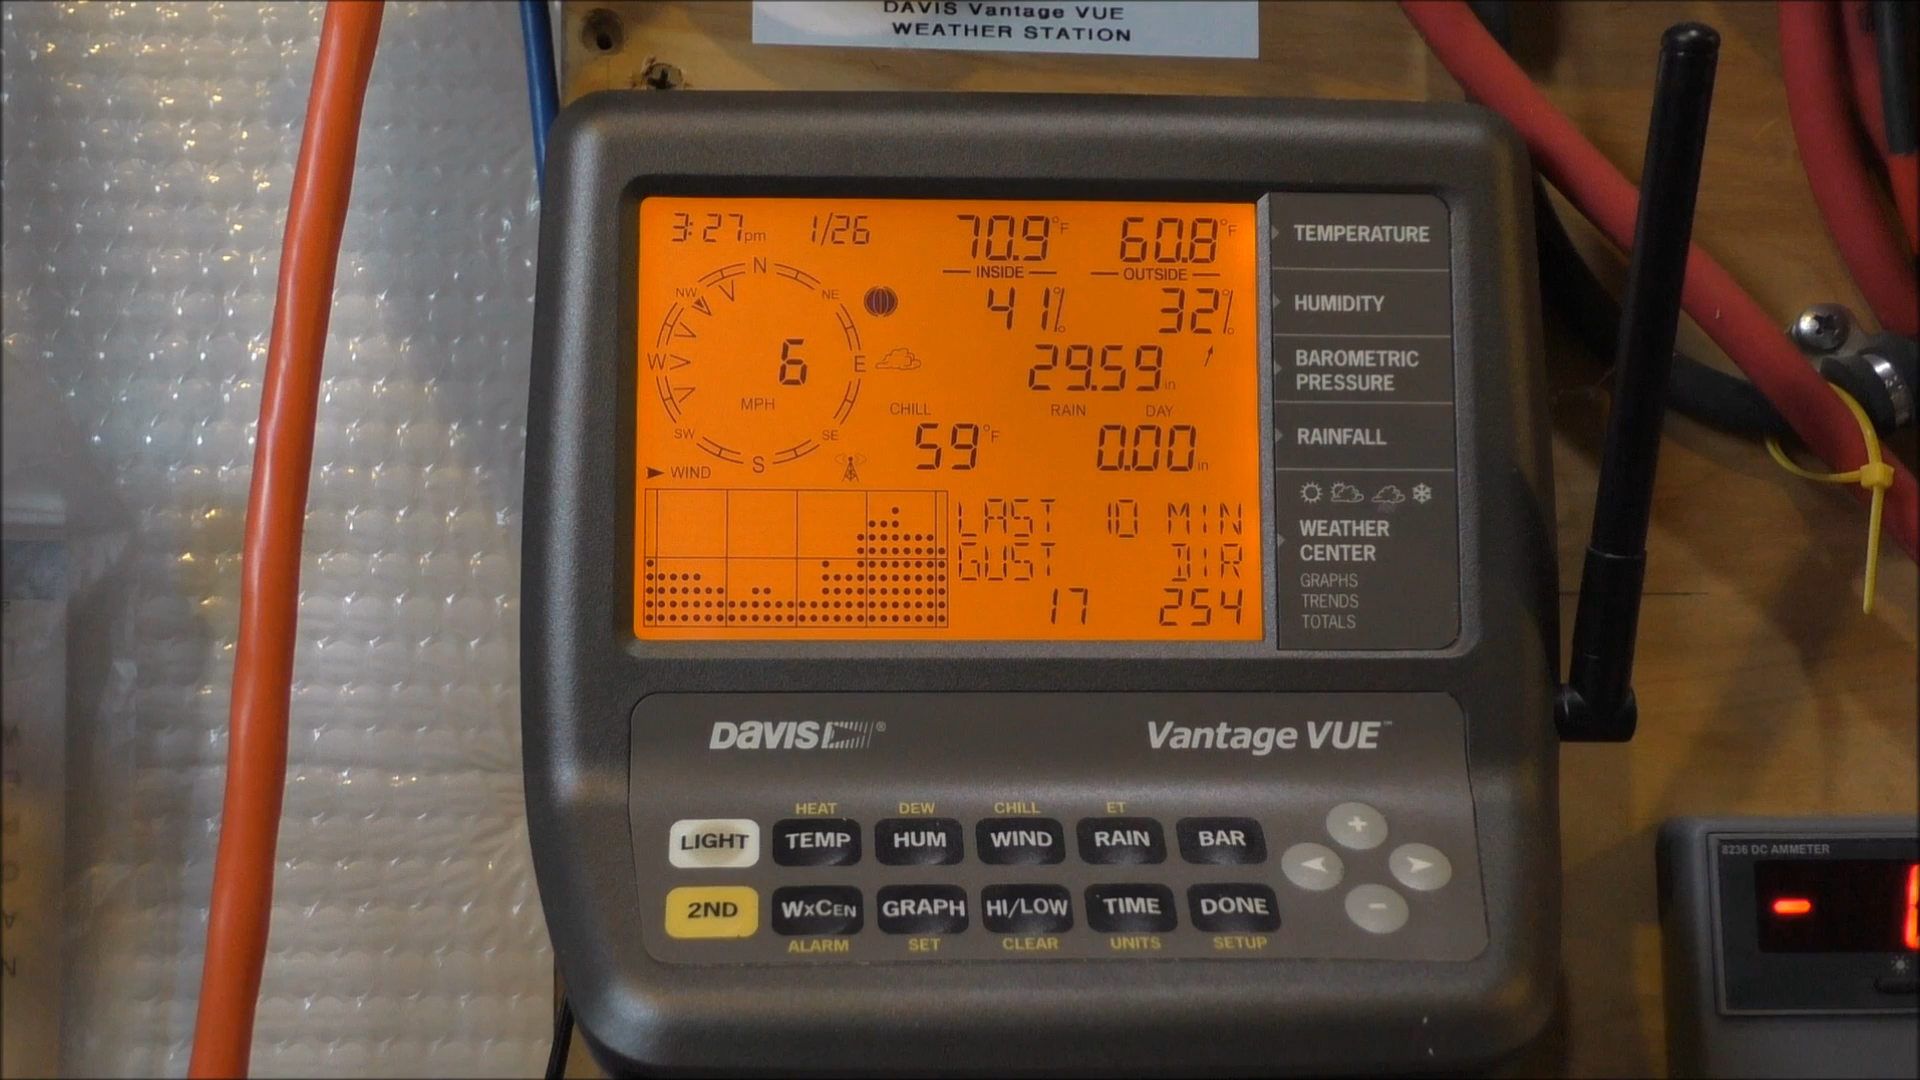 DAVIS Vantage VUE
WEATHER STATION
3:27pm 1/26 70.9°F 60.8°F
INSIDE OUTSIDE
41% 32%
29.59 in
N
NE
E
SE
S
SW
W
NW
6
MPH
WIND
CHILL
59°F
RAIN DAY
0.00 in
LAST 10 MIN
GUST DIR
17 254
TEMPERATURE
HUMIDITY
BAROMETRIC
PRESSURE
RAINFALL
WEATHER
CENTER
GRAPHS
TRENDS
TOTALS
DAVIS ® Vantage VUE™
HEAT DEW CHILL ET
LIGHT TEMP HUM WIND RAIN BAR
+
2ND WxCEN GRAPH HI/LOW TIME DONE
-
ALARM SET CLEAR UNITS SETUP
8236 DC AMMETER
-